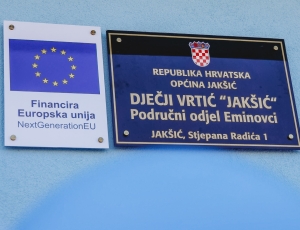 Financira
Europska unija
NextGenerationEU
REPUBLIKA HRVATSKA
OPĆINA JAKŠIĆ
DJEČJI VRTIĆ "JAKŠIĆ"
Područni odjel Eminovci
JAKŠIĆ, Stjepana Radića 1